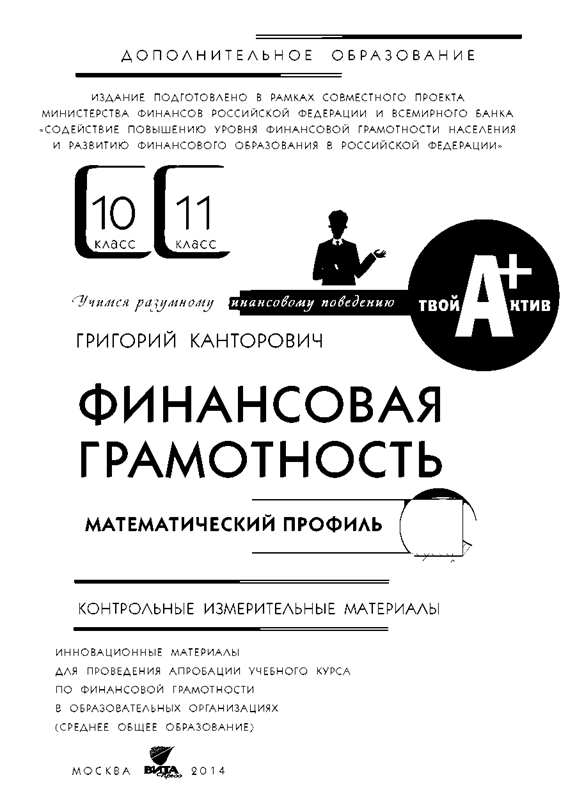 ДОПОЛНИТЕЛЬНОЕ ОБРАЗОВАНИЕ
ИЗДАНИЕ ПОДГОТОВЛЕНО В РАМКАХ СОВМЕСТНОГО ПРОЕКТА
МИНИСТЕРСТВА ФИНАНСОВ РОССИЙСКОЙ ФЕДЕРАЦИИ И ВСЕМИРНОГО БАНКА
«СОДЕЙСТВИЕ ПОВЫШЕНИЮ УРОВНЯ ФИНАНСОВОЙ ГРАМОТНОСТИ НАСЕЛЕНИЯ
И РАЗВИТИЮ ФИНАНСОВОГО ОБРАЗОВАНИЯ В РОССИЙСКОЙ ФЕДЕРАЦИИ»
10 11
класс класс
Учимся разумному инансовому поведению
ТВОЙ А+КТИВ
ГРИГОРИЙ КАНТОРОВИЧ
ФИНАНСОВАЯ
ГРАМОТНОСТЬ
МАТЕМАТИЧЕСКИЙ ПРОФИЛЬ
КОНТРОЛЬНЫЕ ИЗМЕРИТЕЛЬНЫЕ МАТЕРИАЛЫ
ИННОВАЦИОННЫЕ МАТЕРИАЛЫ
ДЛЯ ПРОВЕДЕНИЯ АПРОБАЦИИ УЧЕБНОГО КУРСА
ПО ФИНАНСОВОЙ ГРАМОТНОСТИ
В ОБРАЗОВАТЕЛЬНЫХ ОРГАНИЗАЦИЯХ
(СРЕДНЕЕ ОБЩЕЕ ОБРАЗОВАНИЕ)
МОСКВА ВИТА Пресс 2014